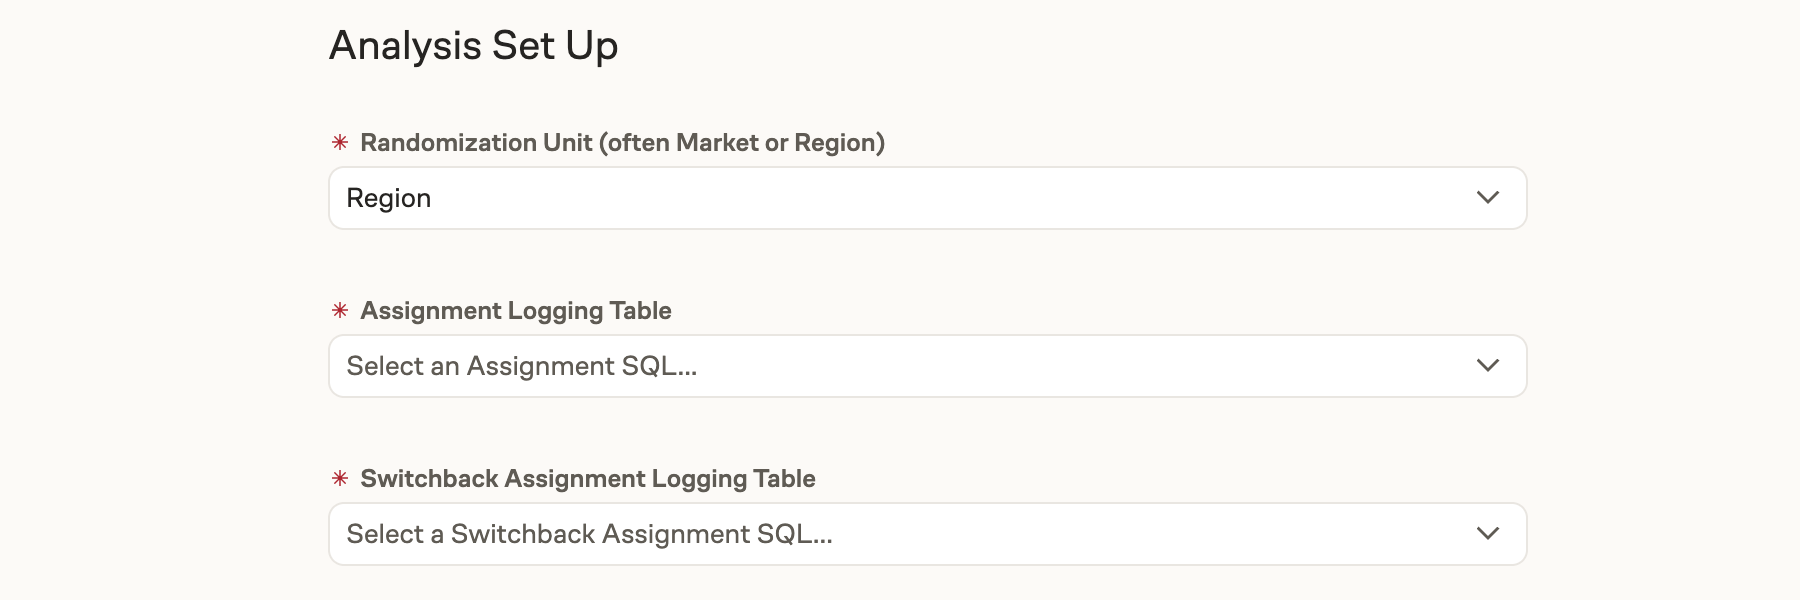 Analysis Set Up
* Randomization Unit (often Market or Region)
Region
* Assignment Logging Table
Select an Assignment SQL...
* Switchback Assignment Logging Table
Select a Switchback Assignment SQL...